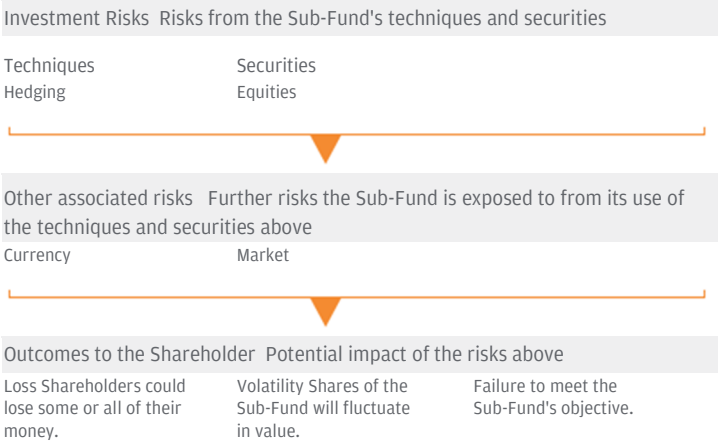 Investment Risks Risks from the Sub-Fund's techniques and securities
Techniques Securities
Hedging Equities
Other associated risks Further risks the Sub-Fund is exposed to from its use of
the techniques and securities above
Currency Market
Outcomes to the Shareholder Potential impact of the risks above
Loss Shareholders could
lose some or all of their
money.
Volatility Shares of the
Sub-Fund will fluctuate
in value.
Failure to meet the
Sub-Fund's objective.